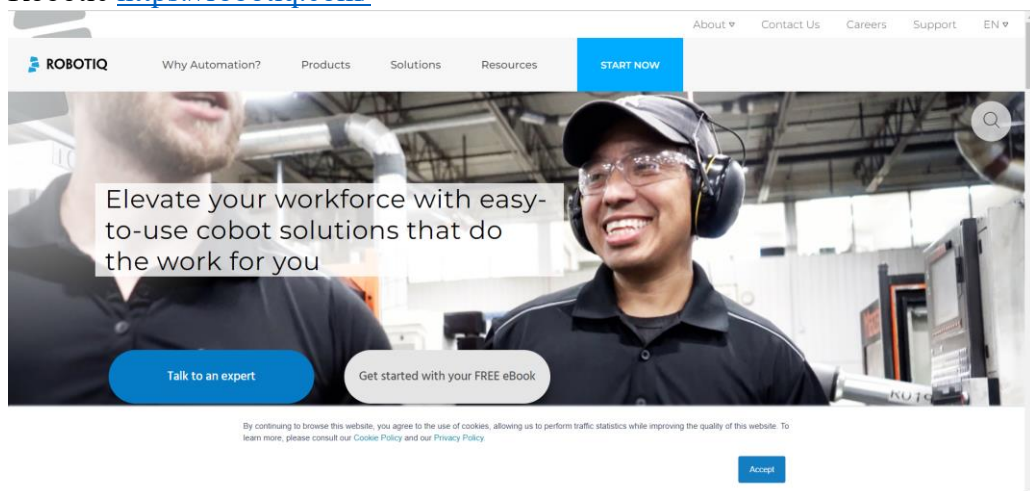 About ▾ Contact Us Careers Support EN ▾
ROBOTIQ Why Automation? Products Solutions Resources START NOW
Elevate your workforce with easy-
to-use cobot solutions that do
the work for you
Talk to an expert Get started with your FREE eBook
By continuing to browse this website, you agree to the use of cookies, allowing us to perform traffic statistics while improving the quality of this website. To
learn more, please consult our Cookie Policy and our Privacy Policy.
Accept